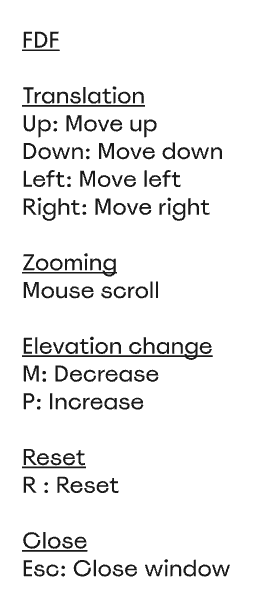 FDF
Translation
Up: Move up
Down: Move down
Left: Move left
Right: Move right
Zooming
Mouse scroll
Elevation change
M: Decrease
P: Increase
Reset
R : Reset
Close
Esc: Close window